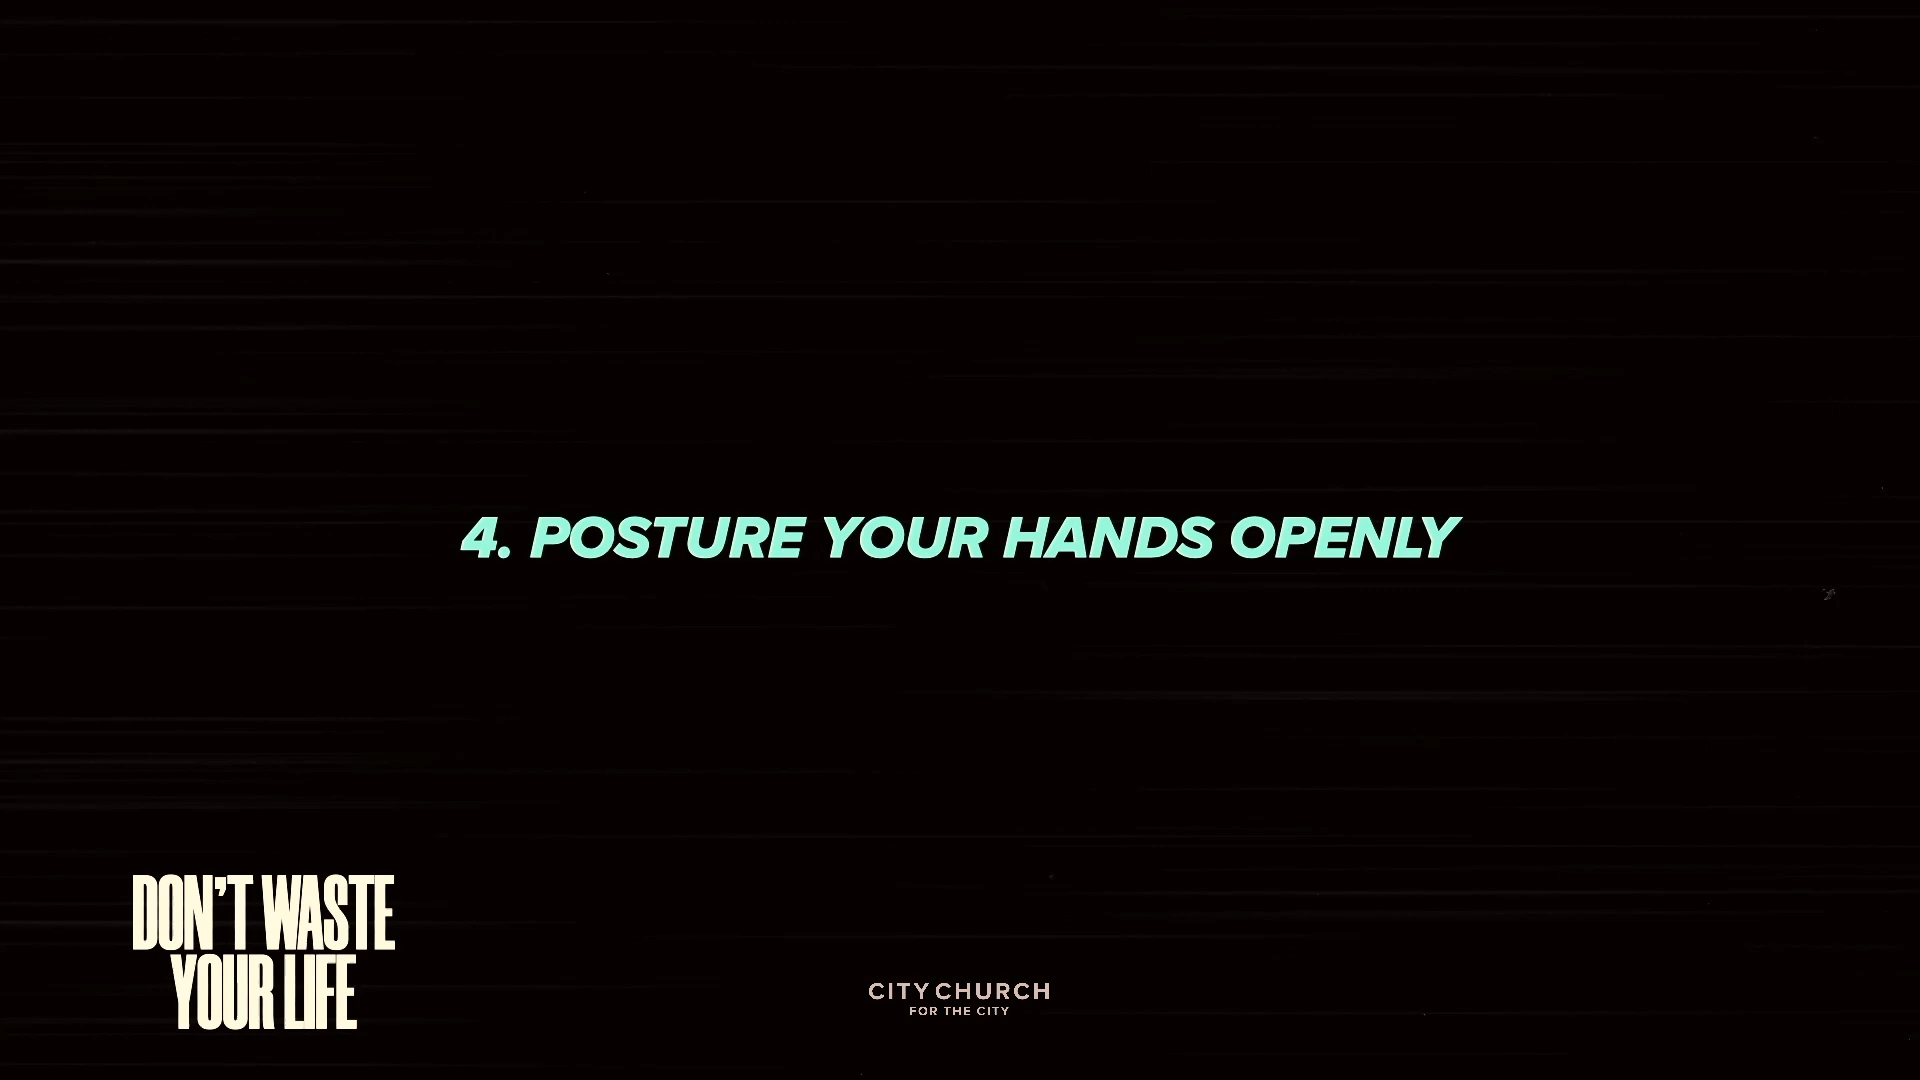 4. POSTURE YOUR HANDS OPENLY
DON'T WASTE
YOUR LIFE
CITY CHURCH
FOR THE CITY